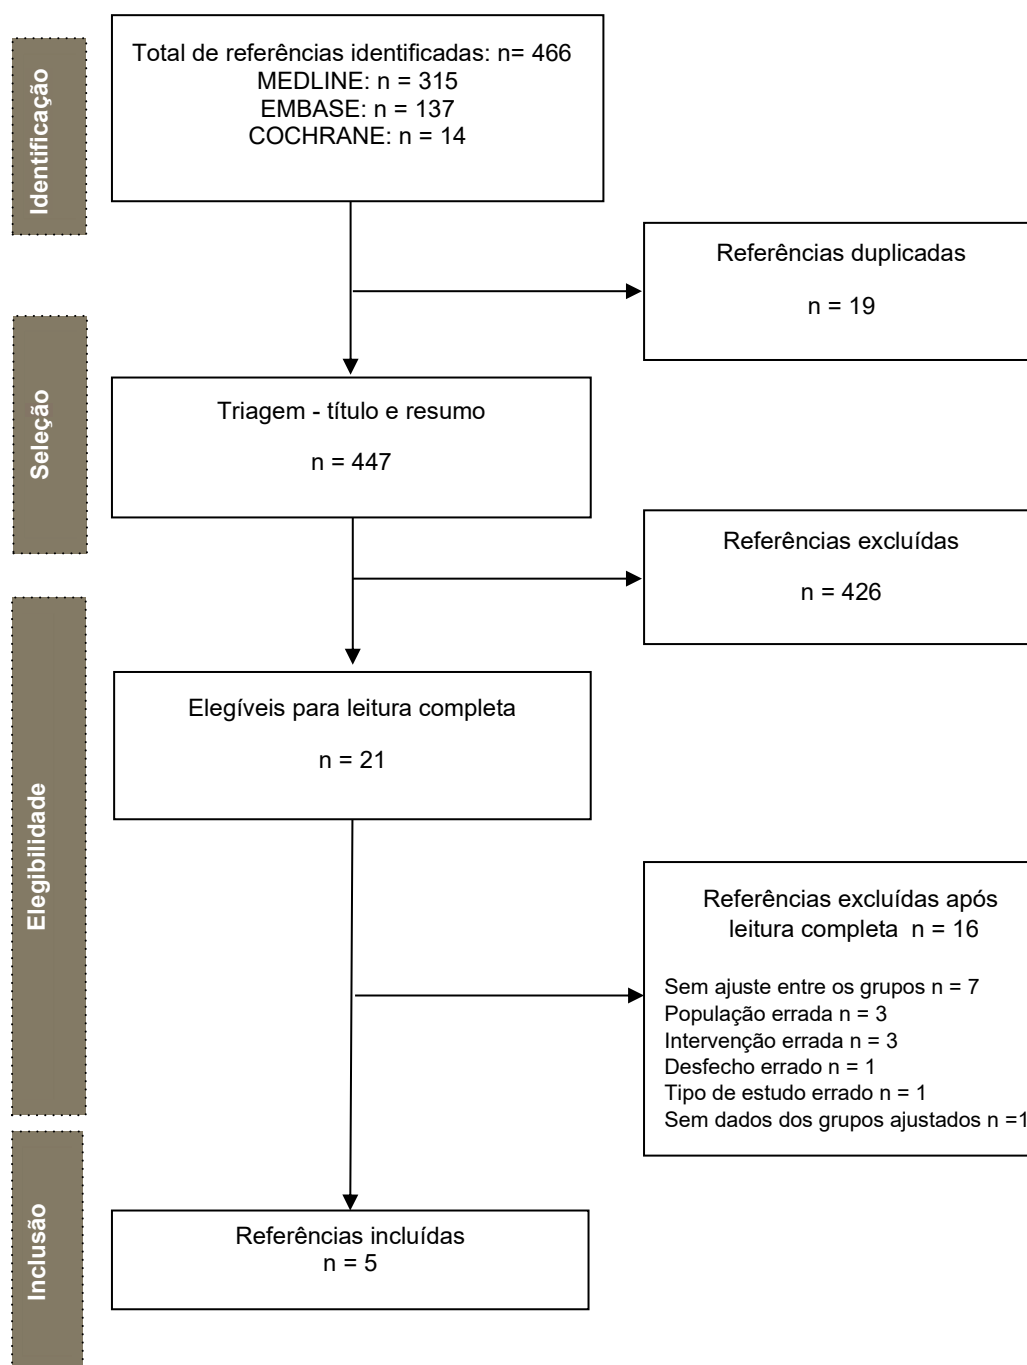 Identificação
Total de referências identificadas: n= 466
MEDLINE: n = 315
EMBASE: n = 137
COCHRANE: n = 14
Referências duplicadas
n = 19
Seleção
Triagem - título e resumo
n = 447
Referências excluídas
n = 426
Elegibilidade
Elegíveis para leitura completa
n = 21
Referências excluídas após
leitura completa  n = 16
Sem ajuste entre os grupos n = 7
População errada n = 3
Intervenção errada n = 3
Desfecho errado n = 1
Tipo de estudo errado n = 1
Sem dados dos grupos ajustados n =1
Inclusão
Referências incluídas
n = 5